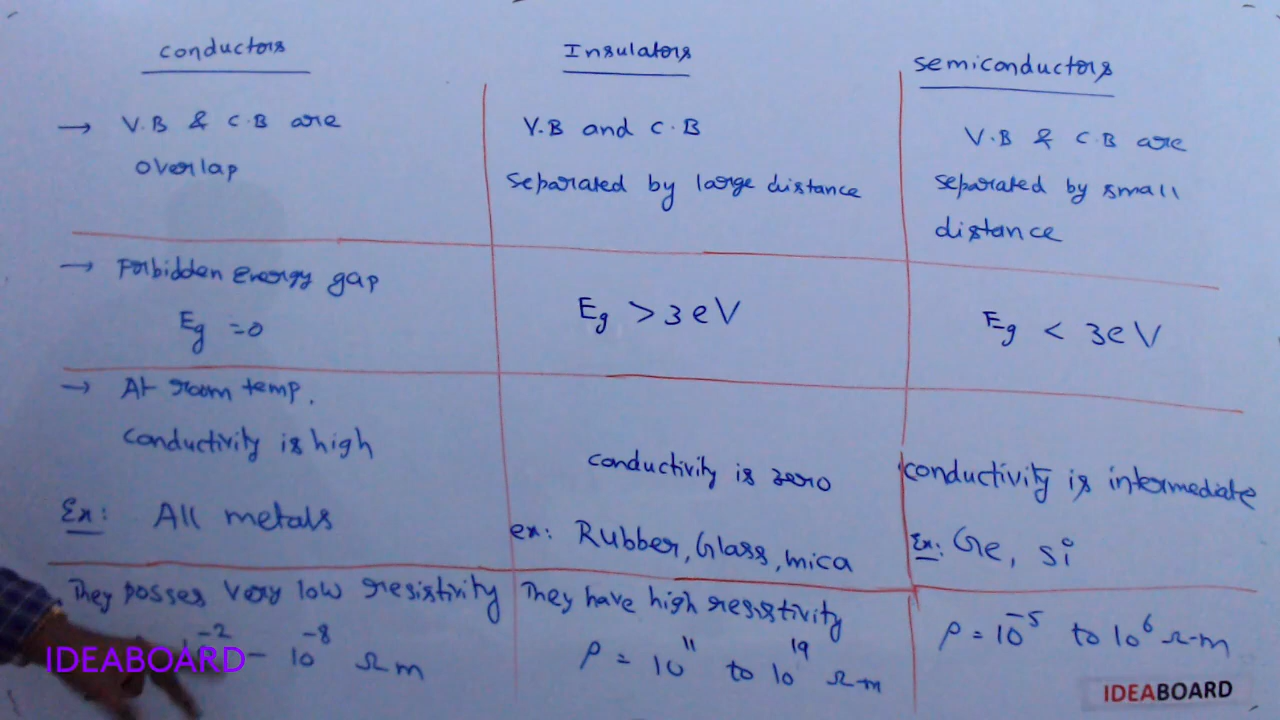 conductors
→ V.B & C.B are
overlap
→ Forbidden energy gap
Eg = 0
→ At room temp.
conductivity is high
Ex: All metals
They posses very low resistivity
-2 - 10^-8 Ω m
Insulators
V.B and C.B
separated by large distance
Eg > 3eV
conductivity is zero
ex: Rubber, Glass, mica
They have high resistivity
ρ = 10^11 to 10^19 Ω-m
semiconductors
V.B & C.B are
separated by small
distance
Eg < 3eV
conductivity is intermediate
Ex: Ge, Si
ρ = 10^-5 to 10^6 Ω-m
IDEABOARD
IDEABOARD